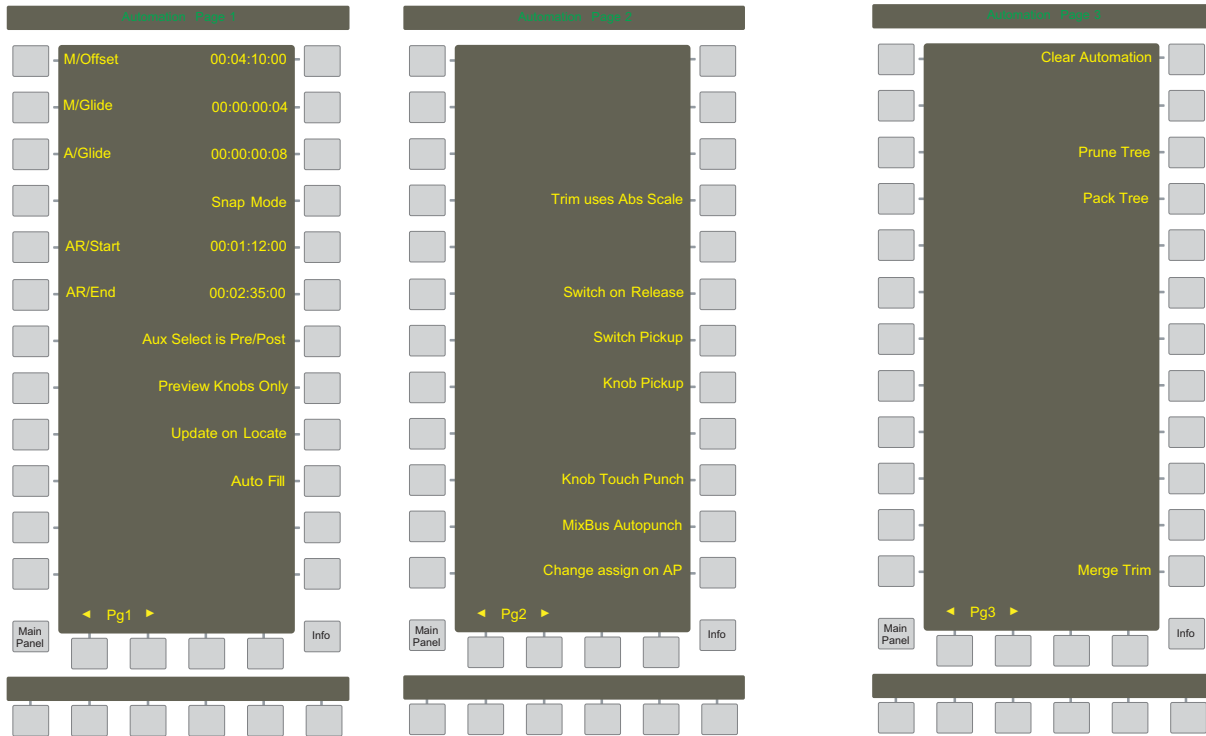 Automation Page 1
M/Offset 00:04:10:00
M/Glide 00:00:00:04
A/Glide 00:00:00:08
Snap Mode
AR/Start 00:01:12:00
AR/End 00:02:35:00
Aux Select is Pre/Post
Preview Knobs Only
Update on Locate
Auto Fill
◄ Pg1 ►
Main
Panel
Info
Automation Page 2
Trim uses Abs Scale
Switch on Release
Switch Pickup
Knob Pickup
Knob Touch Punch
MixBus Autopunch
Change assign on AP
◄ Pg2 ►
Main
Panel
Info
Automation Page 3
Clear Automation
Prune Tree
Pack Tree
Merge Trim
◄ Pg3 ►
Main
Panel
Info